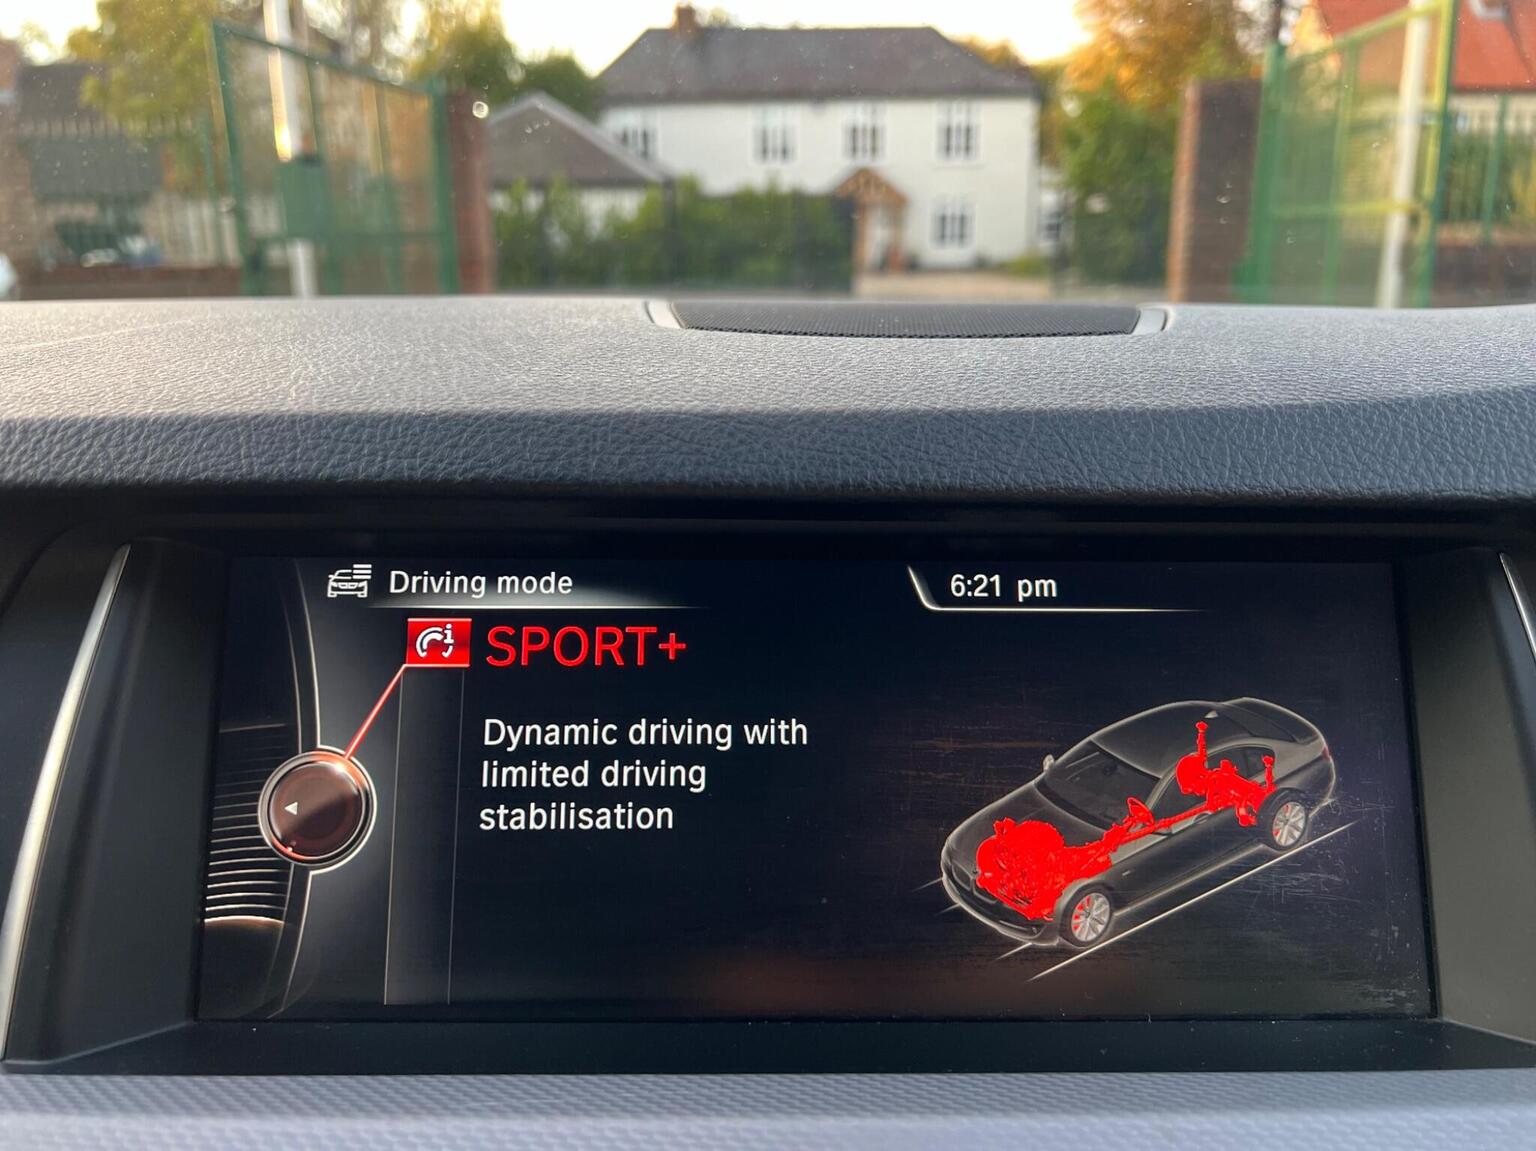 Driving mode
6:21 pm
SPORT+
Dynamic driving with
limited driving
stabilisation